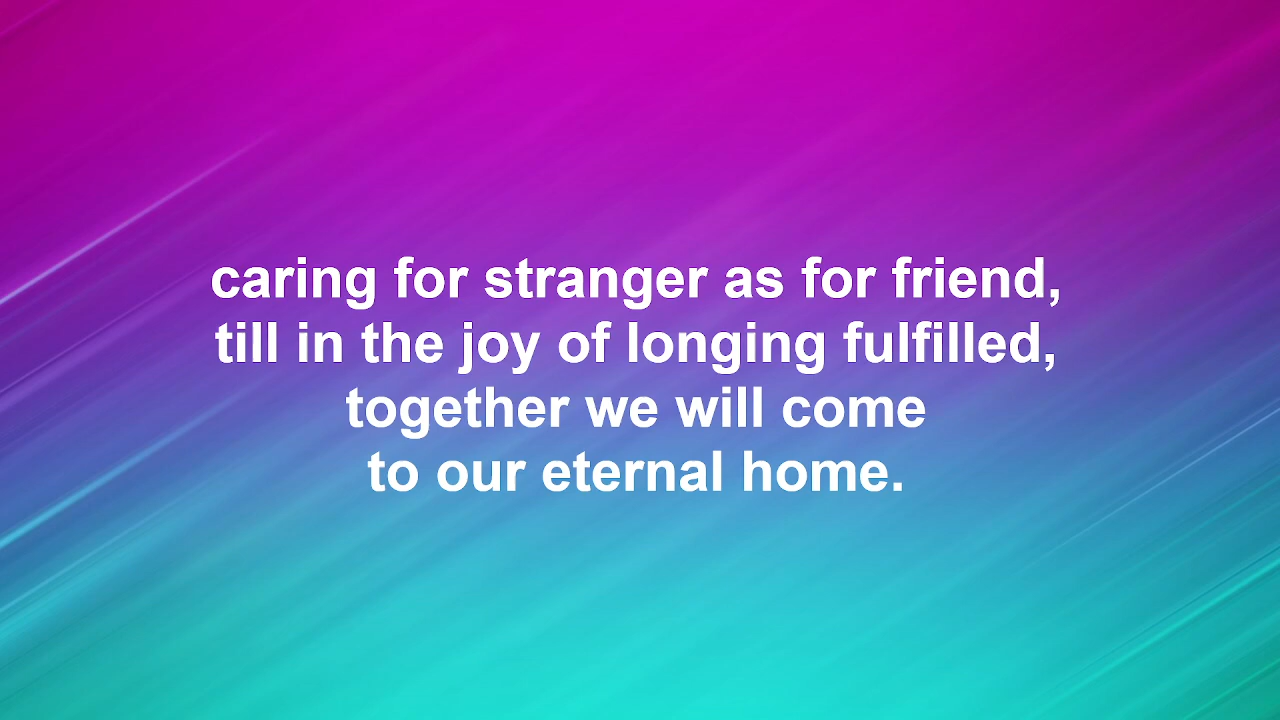 caring for stranger as for friend,
till in the joy of longing fulfilled,
together we will come
to our eternal home.